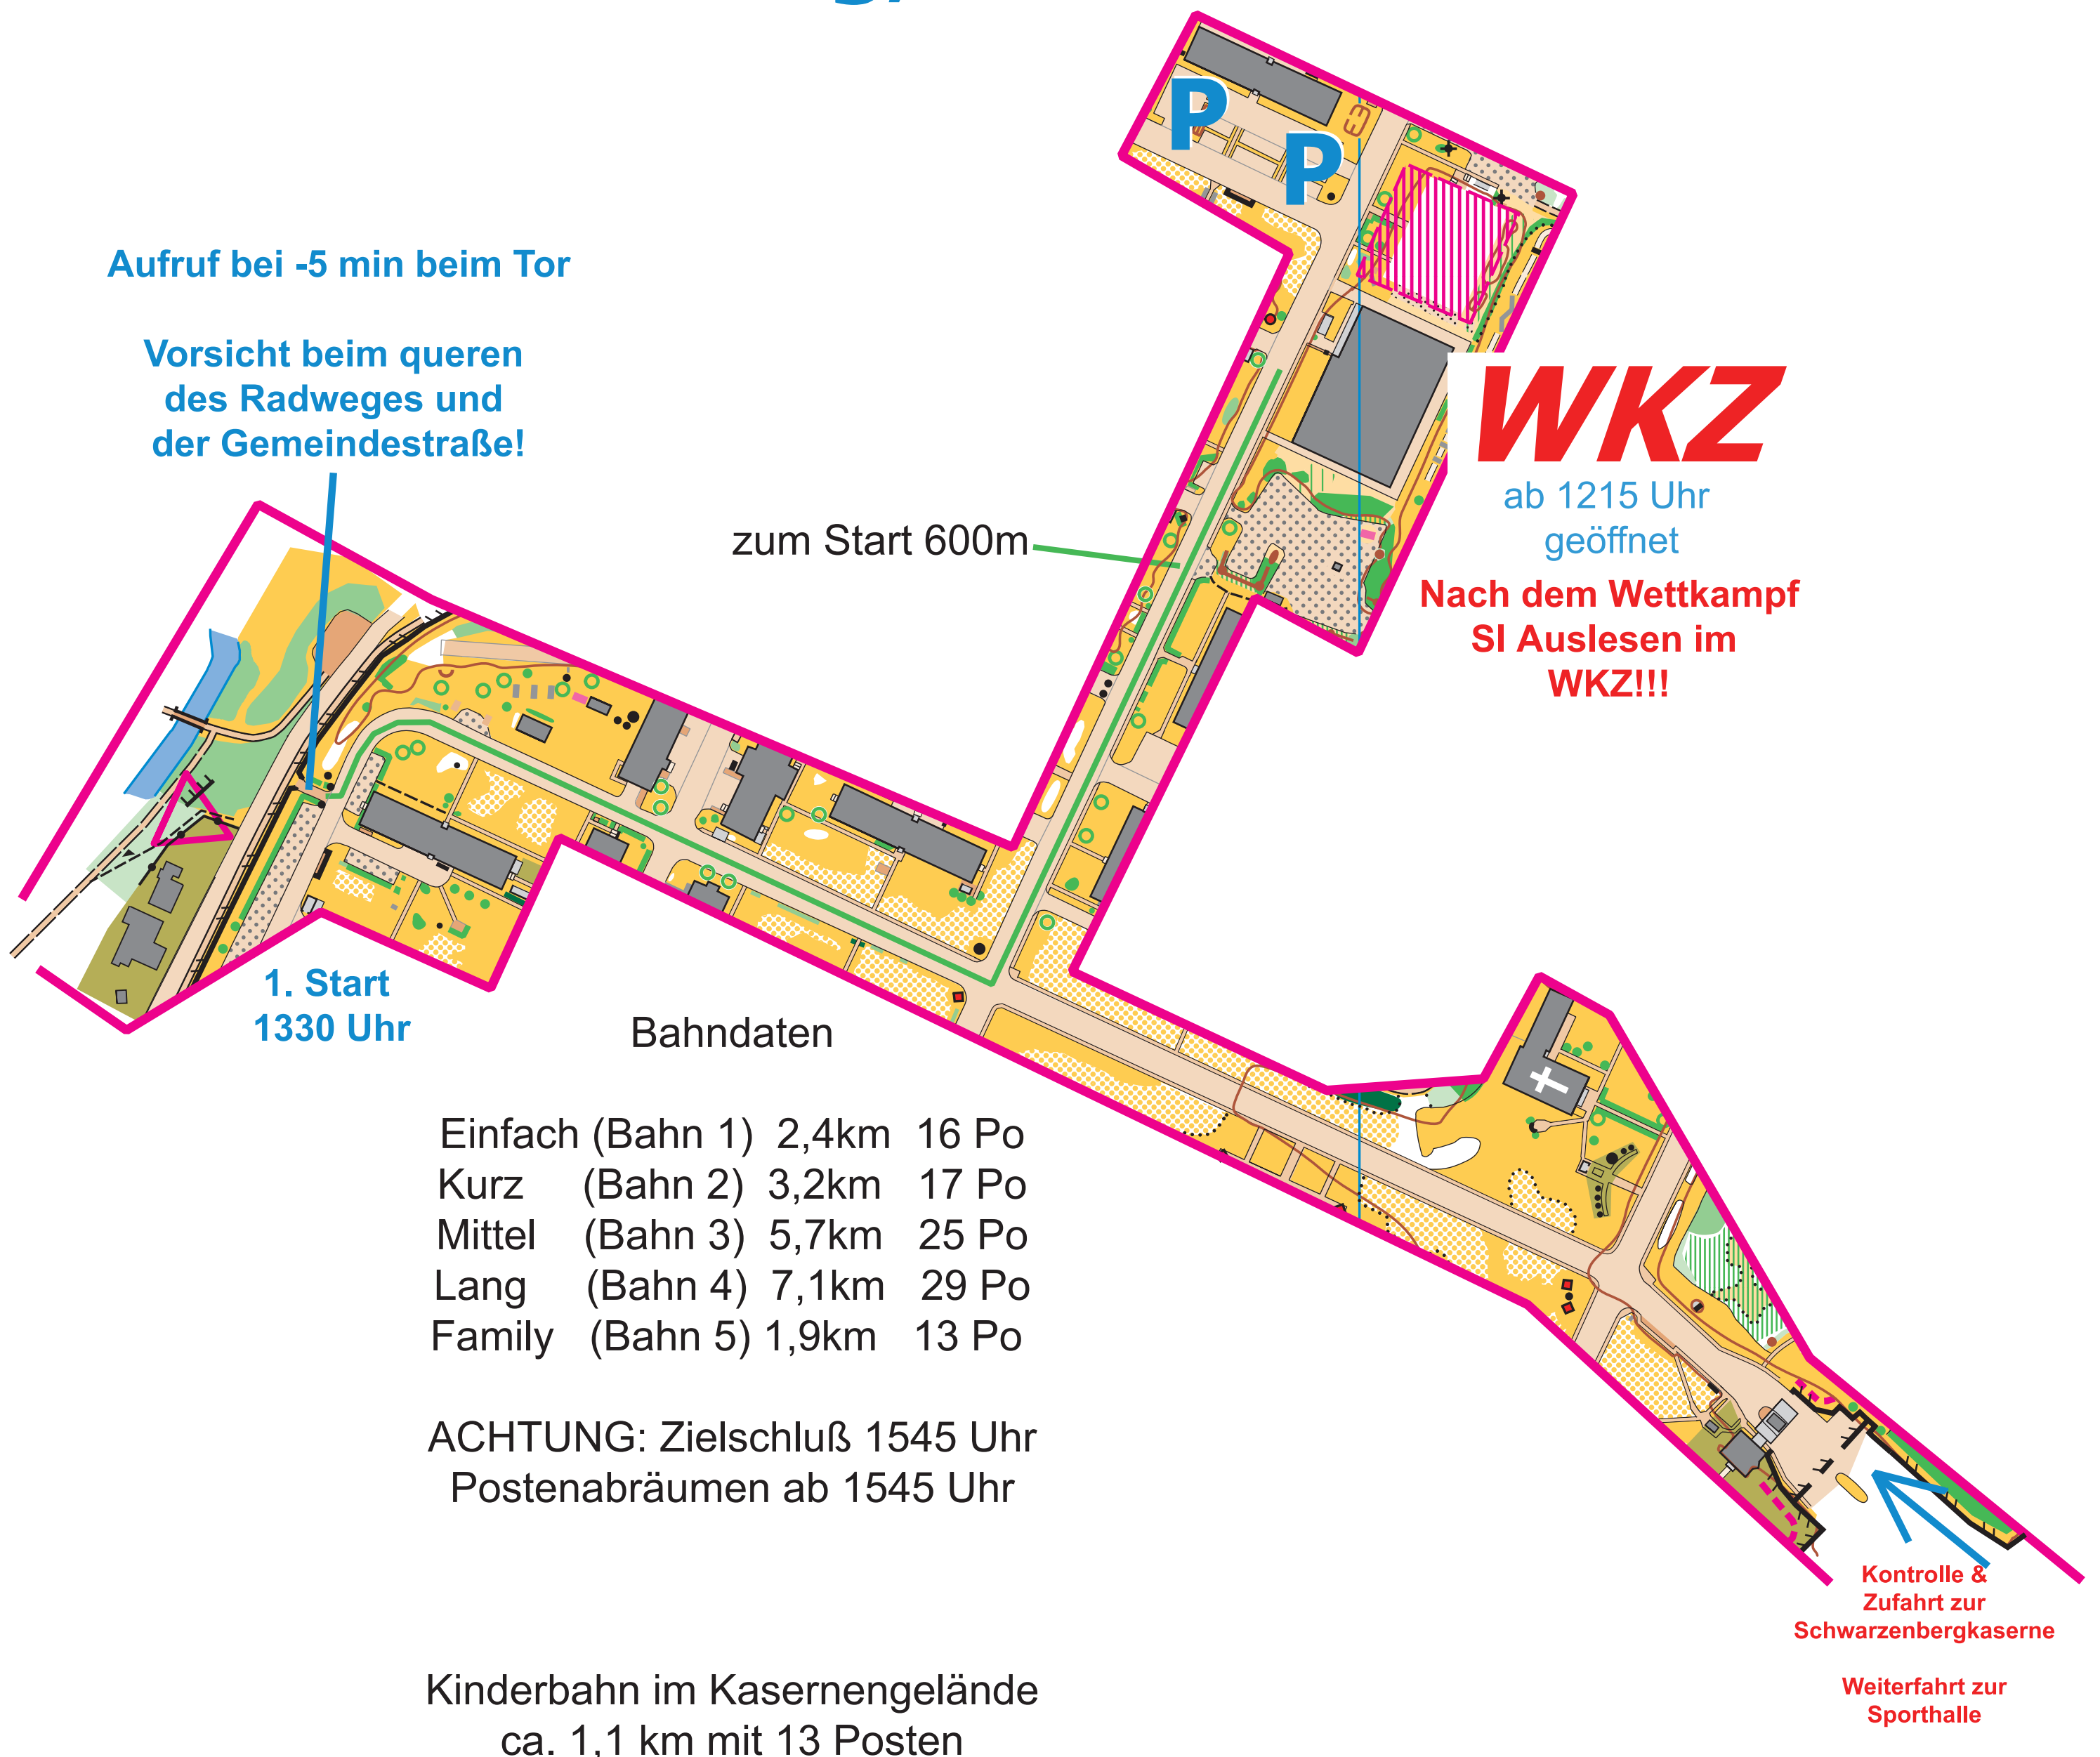 P
P
Aufruf bei -5 min beim Tor
Vorsicht beim queren
des Radweges und
der Gemeindestraße!
WKZ
ab 1215 Uhr
geöffnet
Nach dem Wettkampf
SI Auslesen im
WKZ!!!
zum Start 600m
1. Start
1330 Uhr
Bahndaten
Einfach (Bahn 1) 2,4km 16 Po
Kurz (Bahn 2) 3,2km 17 Po
Mittel (Bahn 3) 5,7km 25 Po
Lang (Bahn 4) 7,1km 29 Po
Family (Bahn 5) 1,9km 13 Po
ACHTUNG: Zielschluß 1545 Uhr
Postenabräumen ab 1545 Uhr
Kontrolle &
Zufahrt zur
Schwarzenbergkaserne
Weiterfahrt zur
Sporthalle
Kinderbahn im Kasernengelände
ca. 1,1 km mit 13 Posten